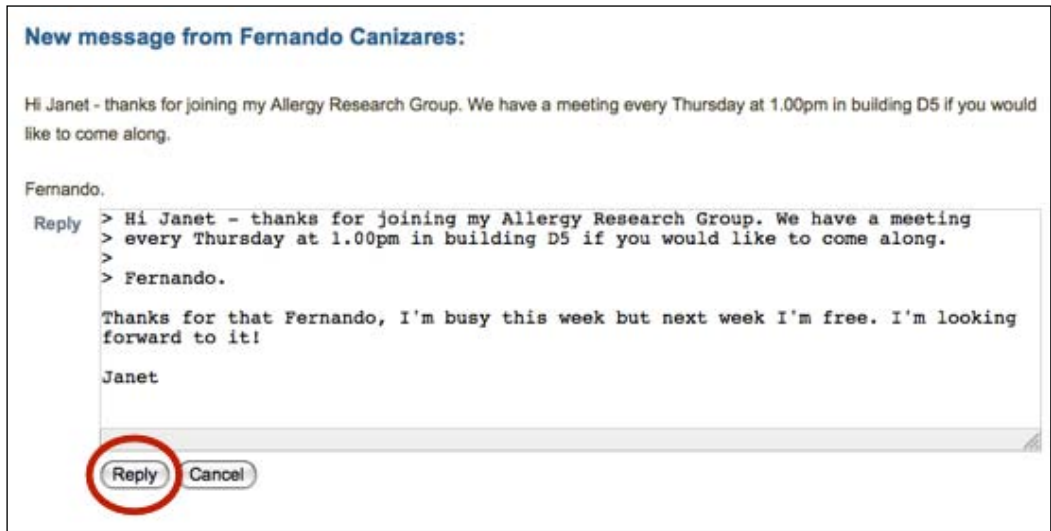 New message from Fernando Canizares:
Hi Janet - thanks for joining my Allergy Research Group. We have a meeting every Thursday at 1.00pm in building D5 if you would
like to come along.
Fernando.
Reply
> Hi Janet - thanks for joining my Allergy Research Group. We have a meeting
> every Thursday at 1.00pm in building D5 if you would like to come along.
>
> Fernando.
Thanks for that Fernando, I'm busy this week but next week I'm free. I'm looking
forward to it!
Janet
Reply Cancel